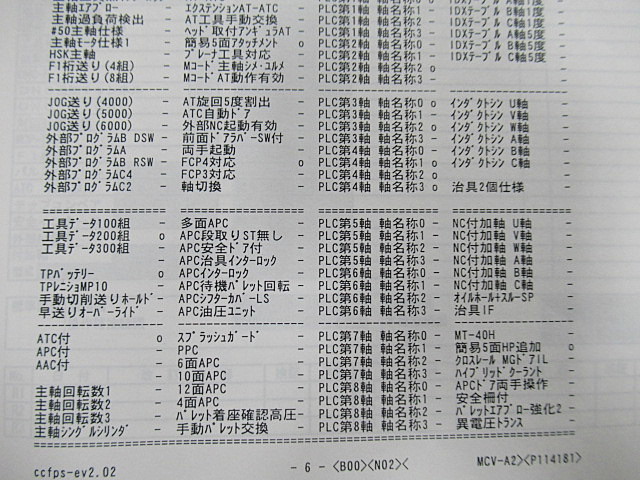 主軸エアブロー - エクステンションAT-ATC - IDXテーブル A軸5度
主軸過負荷検出 - AT工具手動交換 - IDXテーブル B軸1度
#50主軸仕様 - ヘッド取付アンギュラAT - IDXテーブル B軸5度
主軸モータ仕様1 - 簡易5面アタッチメント o IDXテーブル C軸1度
HSK主軸 - プレーナ工具対応 - PLC第2軸 軸名称1 - IDXテーブル C軸5度
F1桁送り(4組) - Mコード主軸シメ・ユルメ - PLC第2軸 軸名称2 o
F1桁送り(8組) - MコードAT動作有効 - PLC第2軸 軸名称3 -
JOG送り(4000) - AT旋回5度割出 - PLC第3軸 軸名称0 o インダクトシン U軸 -
JOG送り(5000) - ATC自動ドア - PLC第3軸 軸名称1 - インダクトシン V軸 -
JOG送り(6000) - 外部NC起動有効 - PLC第3軸 軸名称2 o インダクトシン W軸 -
外部プログラムB DSW - 前面ドアラバーSW付 - PLC第3軸 軸名称3 - インダクトシン A軸 -
外部プログラムA - 両手起動 - PLC第4軸 軸名称0 - インダクトシン B軸 -
外部プログラムB RSW - FCP4対応 o PLC第4軸 軸名称1 o インダクトシン C軸 -
外部プログラムC4 - FCP3対応 - PLC第4軸 軸名称2 o
外部プログラムC2 - 軸切換 - PLC第4軸 軸名称3 o 治具2個仕様 -
工具データ100組 - 多面APC - PLC第5軸 軸名称0 - NC付加軸 U軸 -
工具データ200組 o APC段取りST無し - PLC第5軸 軸名称1 - NC付加軸 V軸 -
工具データ300組 - APC安全ドア付 - PLC第5軸 軸名称2 - NC付加軸 W軸 -
APC治具インターロック - PLC第5軸 軸名称3 - NC付加軸 A軸 -
TPバッテリー o APCインターロック - PLC第6軸 軸名称0 - NC付加軸 B軸 -
TPレニショMP10 - APC待機パレット回転 - PLC第6軸 軸名称1 - NC付加軸 C軸 -
手動切削送りホールド - APCシフターカバーLS - PLC第6軸 軸名称2 - オイルホール+スルーSP -
早送りオーバーライド - APC油圧ユニット - PLC第6軸 軸名称3 - 治具IF -
ATC付 o スプラッシュガード - PLC第7軸 軸名称0 - MT-40H -
APC付 - PPC - PLC第7軸 軸名称1 - 簡易5面HP追加 o
AAC付 - 6面APC - PLC第7軸 軸名称2 - クロスレール MGドアIL -
10面APC - PLC第7軸 軸名称3 - ハイブリッドクーラント -
主軸回転数1 - 12面APC - PLC第8軸 軸名称0 - APCドア両手操作 -
主軸回転数2 - 4面APC - PLC第8軸 軸名称1 - 安全柵付 -
主軸回転数3 - パレット着座確認高圧 - PLC第8軸 軸名称2 - パレットエアブロー強化2 -
主軸シングルシリンダ - 手動パレット交換 - PLC第8軸 軸名称3 - 異電圧トランス -
ccfps-ev2.02 - 6 - <B00><N02>< MCV-A2><P114181>